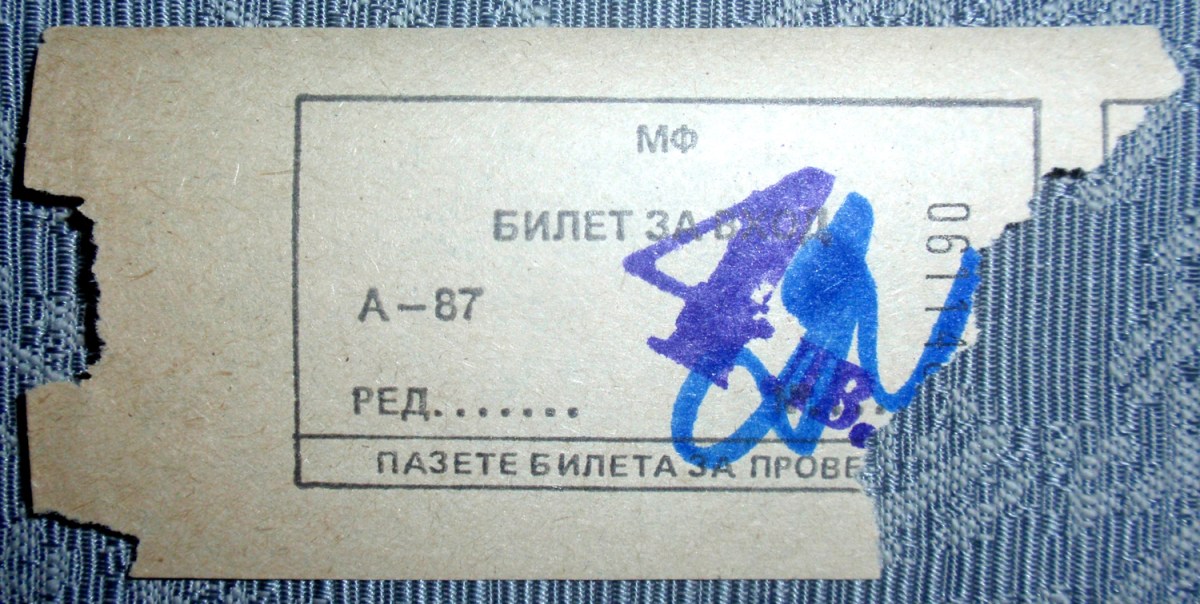 МФ
БИЛЕТ ЗА ВХОД
А – 87
РЕД.......
ПАЗЕТЕ БИЛЕТА ЗА ПРОВЕ